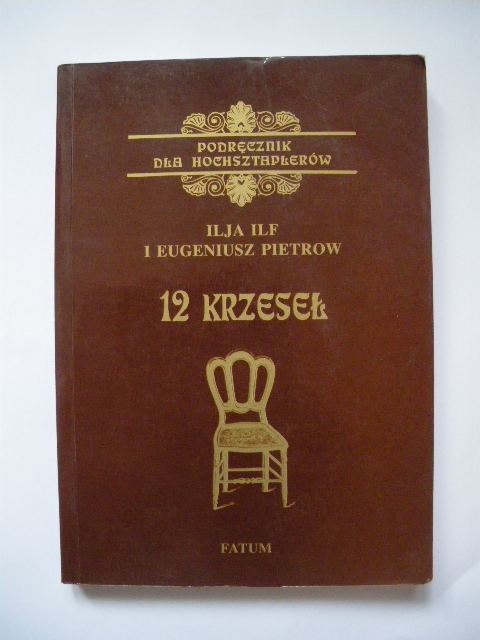 PODRĘCZNIK
DLA HOCHSZTAPLERÓW
ILJA ILF
I EUGENIUSZ PIETROW
12 KRZESEŁ
FATUM